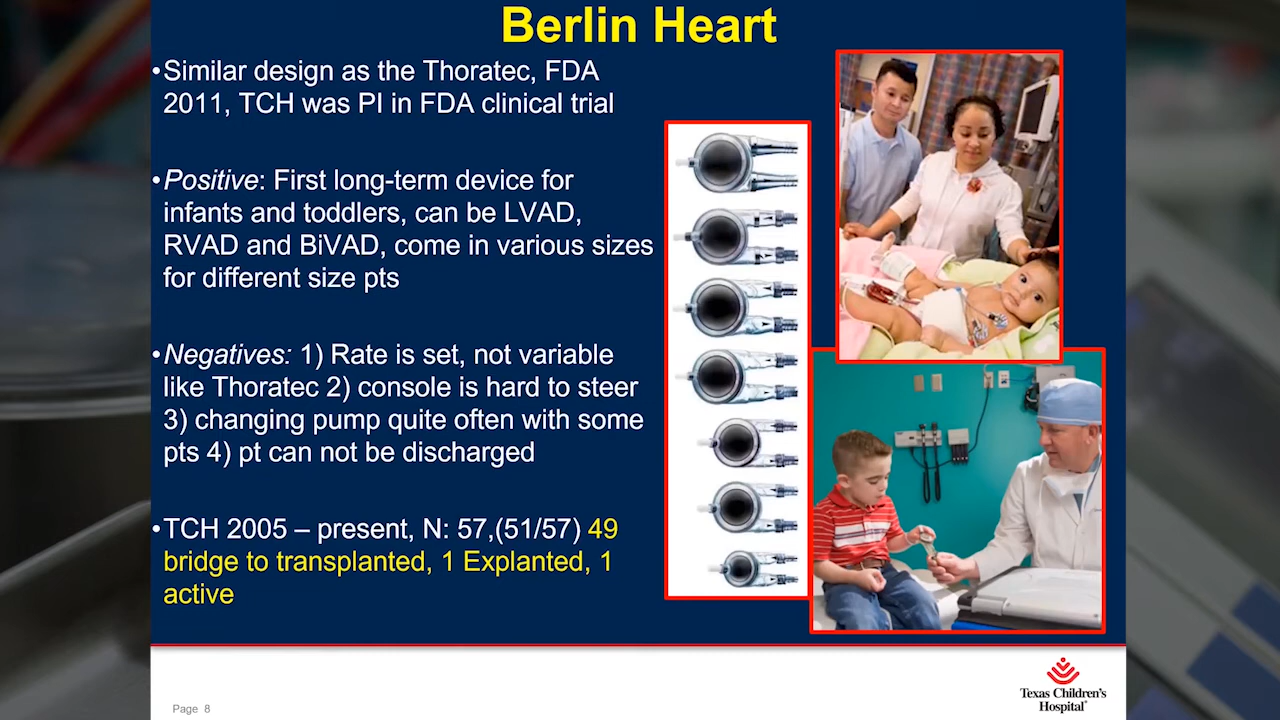 Berlin Heart
•Similar design as the Thoratec, FDA
2011, TCH was PI in FDA clinical trial
•Positive: First long-term device for
infants and toddlers, can be LVAD,
RVAD and BiVAD, come in various sizes
for different size pts
•Negatives: 1) Rate is set, not variable
like Thoratec 2) console is hard to steer
3) changing pump quite often with some
pts 4) pt can not be discharged
•TCH 2005 – present, N: 57,(51/57) 49
bridge to transplanted, 1 Explanted, 1
active
Page 8
Texas Children's
Hospital